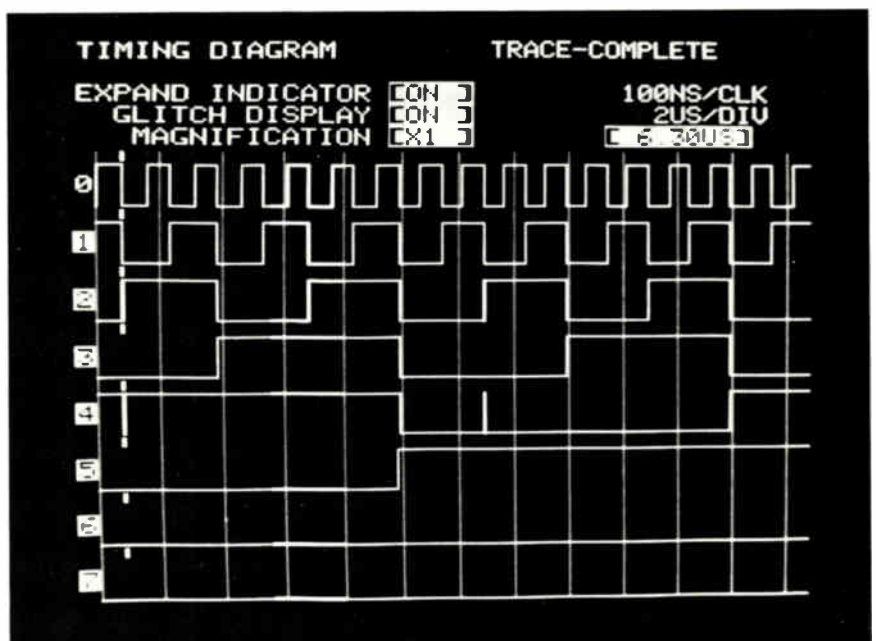 TIMING DIAGRAM TRACE-COMPLETE
EXPAND INDICATOR [ON ] 100NS/CLK
GLITCH DISPLAY [ON ] 2US/DIV
MAGNIFICATION [X1 ] [ 6.30US]
0
1
2
3
4
5
6
7